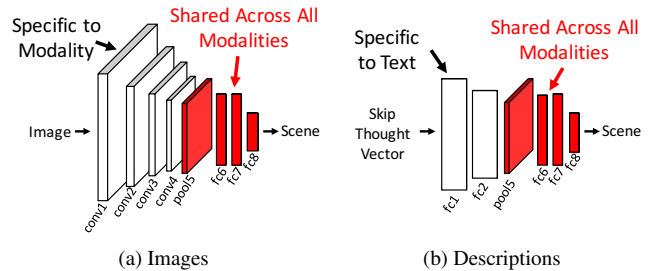 Specific to
Modality
Shared Across All
Modalities
Image
Scene
conv1
conv2
conv3
conv4
pool5
fc6
fc7
fc8
(a) Images
Specific
to Text
Shared Across All
Modalities
Skip
Thought
Vector
Scene
fc1
fc2
pool5
fc6
fc7
fc8
(b) Descriptions